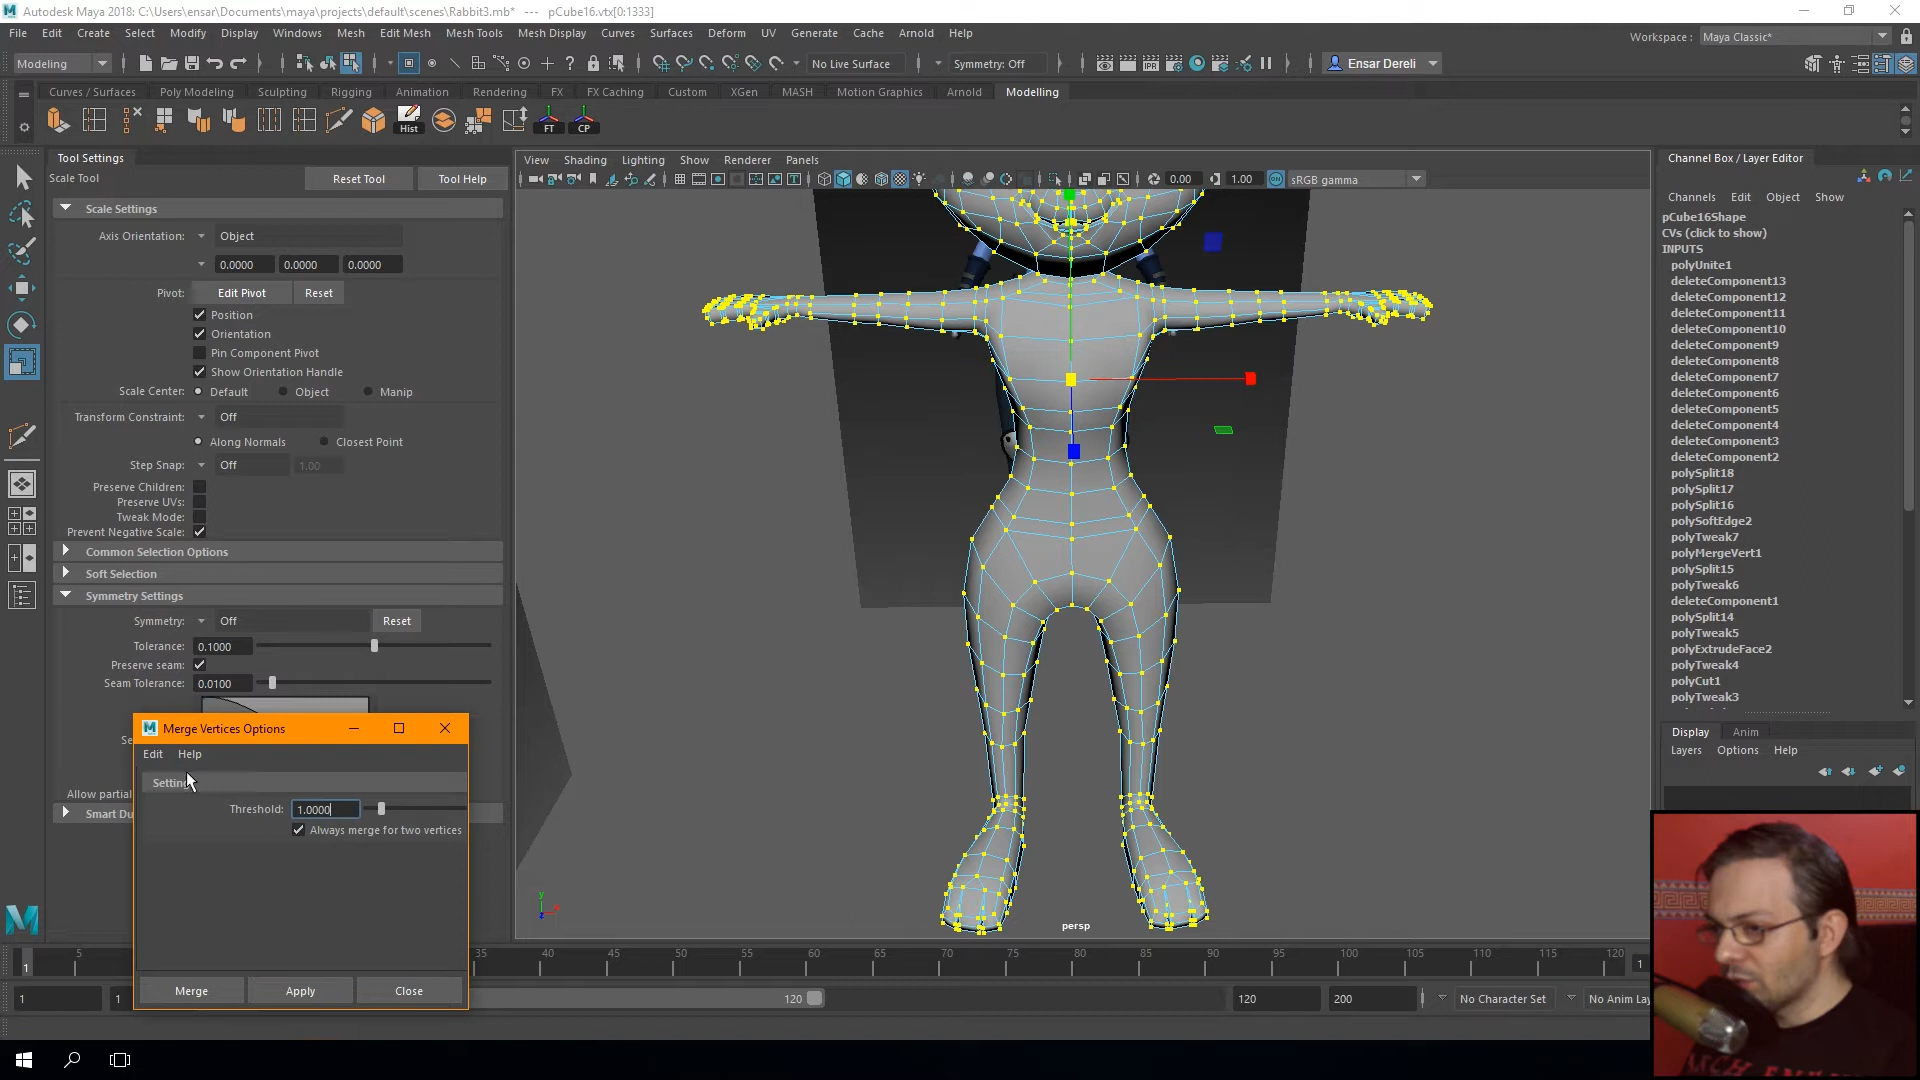 Autodesk Maya 2018: C:\Users\ensar\Documents\maya\projects\default\scenes\Rabbit3.mb* --- pCube16.vtx[0:1333]
File Edit Create Select Modify Display Windows Mesh Edit Mesh Mesh Tools Mesh Display Curves Surfaces Deform UV Generate Cache Arnold Help
Workspace : Maya Classic*
Modeling No Live Surface Symmetry: Off Ensar Dereli
Curves / Surfaces Poly Modeling Sculpting Rigging Animation Rendering FX FX Caching Custom XGen MASH Motion Graphics Arnold Modelling
Hist FT CP
Tool Settings
Scale Tool Reset Tool Tool Help
Scale Settings
Axis Orientation: Object
0.0000 0.0000 0.0000
Pivot: Edit Pivot Reset
Position
Orientation
Pin Component Pivot
Show Orientation Handle
Scale Center: Default Object Manip
Transform Constraint: Off
Along Normals Closest Point
Step Snap: Off 1.00
Preserve Children:
Preserve UVs:
Tweak Mode:
Prevent Negative Scale:
Common Selection Options
Soft Selection
Symmetry Settings
Symmetry: Off Reset
Tolerance: 0.1000
Preserve seam:
Seam Tolerance: 0.0100
Se
Allow partial
Smart Du
Merge Vertices Options
Edit Help
Setting
Threshold: 1.0000
Always merge for two vertices
Merge Apply Close
View Shading Lighting Show Renderer Panels
0.00 1.00 ON sRGB gamma
y
z
persp
Channel Box / Layer Editor
Channels Edit Object Show
pCube16Shape
CVs (click to show)
INPUTS
polyUnite1
deleteComponent13
deleteComponent12
deleteComponent11
deleteComponent10
deleteComponent9
deleteComponent8
deleteComponent7
deleteComponent6
deleteComponent5
deleteComponent4
deleteComponent3
deleteComponent2
polySplit18
polySplit17
polySplit16
polySoftEdge2
polyTweak7
polyMergeVert1
polySplit15
polyTweak6
deleteComponent1
polySplit14
polyTweak5
polyExtrudeFace2
polyTweak4
polyCut1
polyTweak3
Display Anim
Layers Options Help
1 5 35 40 45 50 55 60 65 70 75 80 85 90 95 100 105 110 115 120 1
1 1 120 120 200 No Character Set No Anim Lay